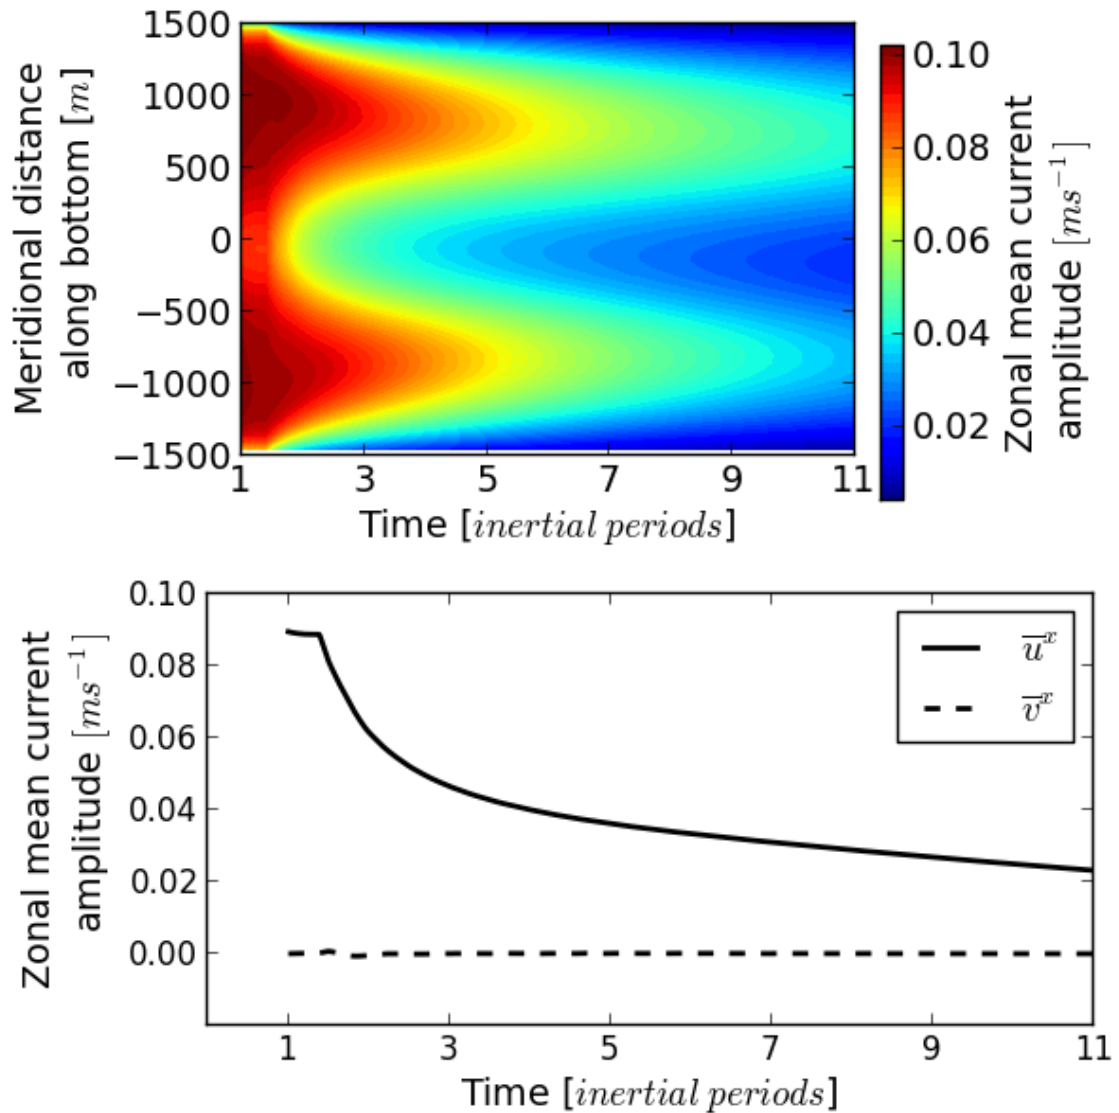 1500
1000
500
0
−500
−1000
−1500
Meridional distance
along bottom [m]
1 3 5 7 9 11
Time [inertial periods]
0.10
0.08
0.06
0.04
0.02
Zonal mean current
amplitude [ms⁻¹]
0.10
0.08
0.06
0.04
0.02
0.00
Zonal mean current
amplitude [ms⁻¹]
u̅ˣ
v̅ˣ
1 3 5 7 9 11
Time [inertial periods]